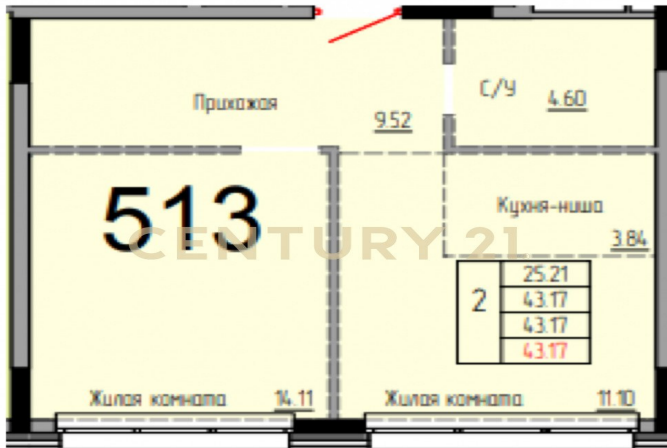 Прихожая
9.52
С/У
4.60
Кухня-ниша
3.84
513
CENTURY 21
2
25.21
43.17
43.17
43.17
Жилая комната 14.11
Жилая комната 11.10